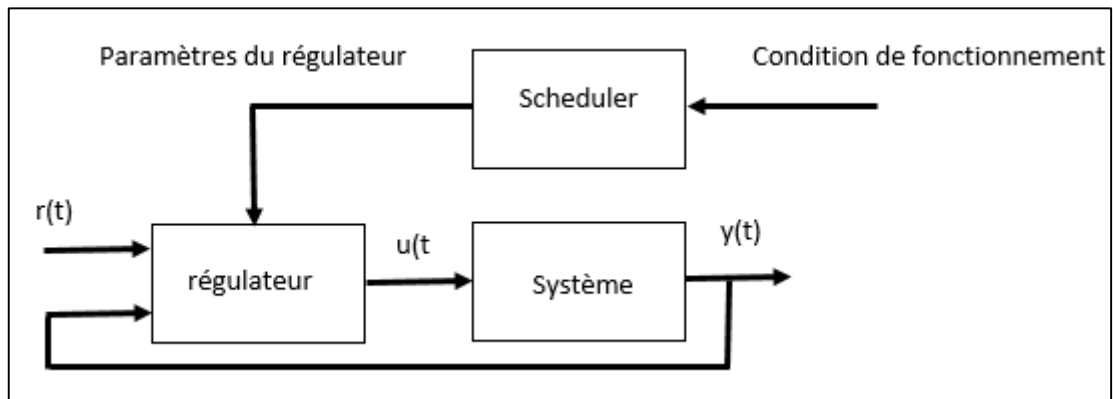 Paramètres du régulateur
Condition de fonctionnement
Scheduler
r(t)
régulateur
u(t
Système
y(t)